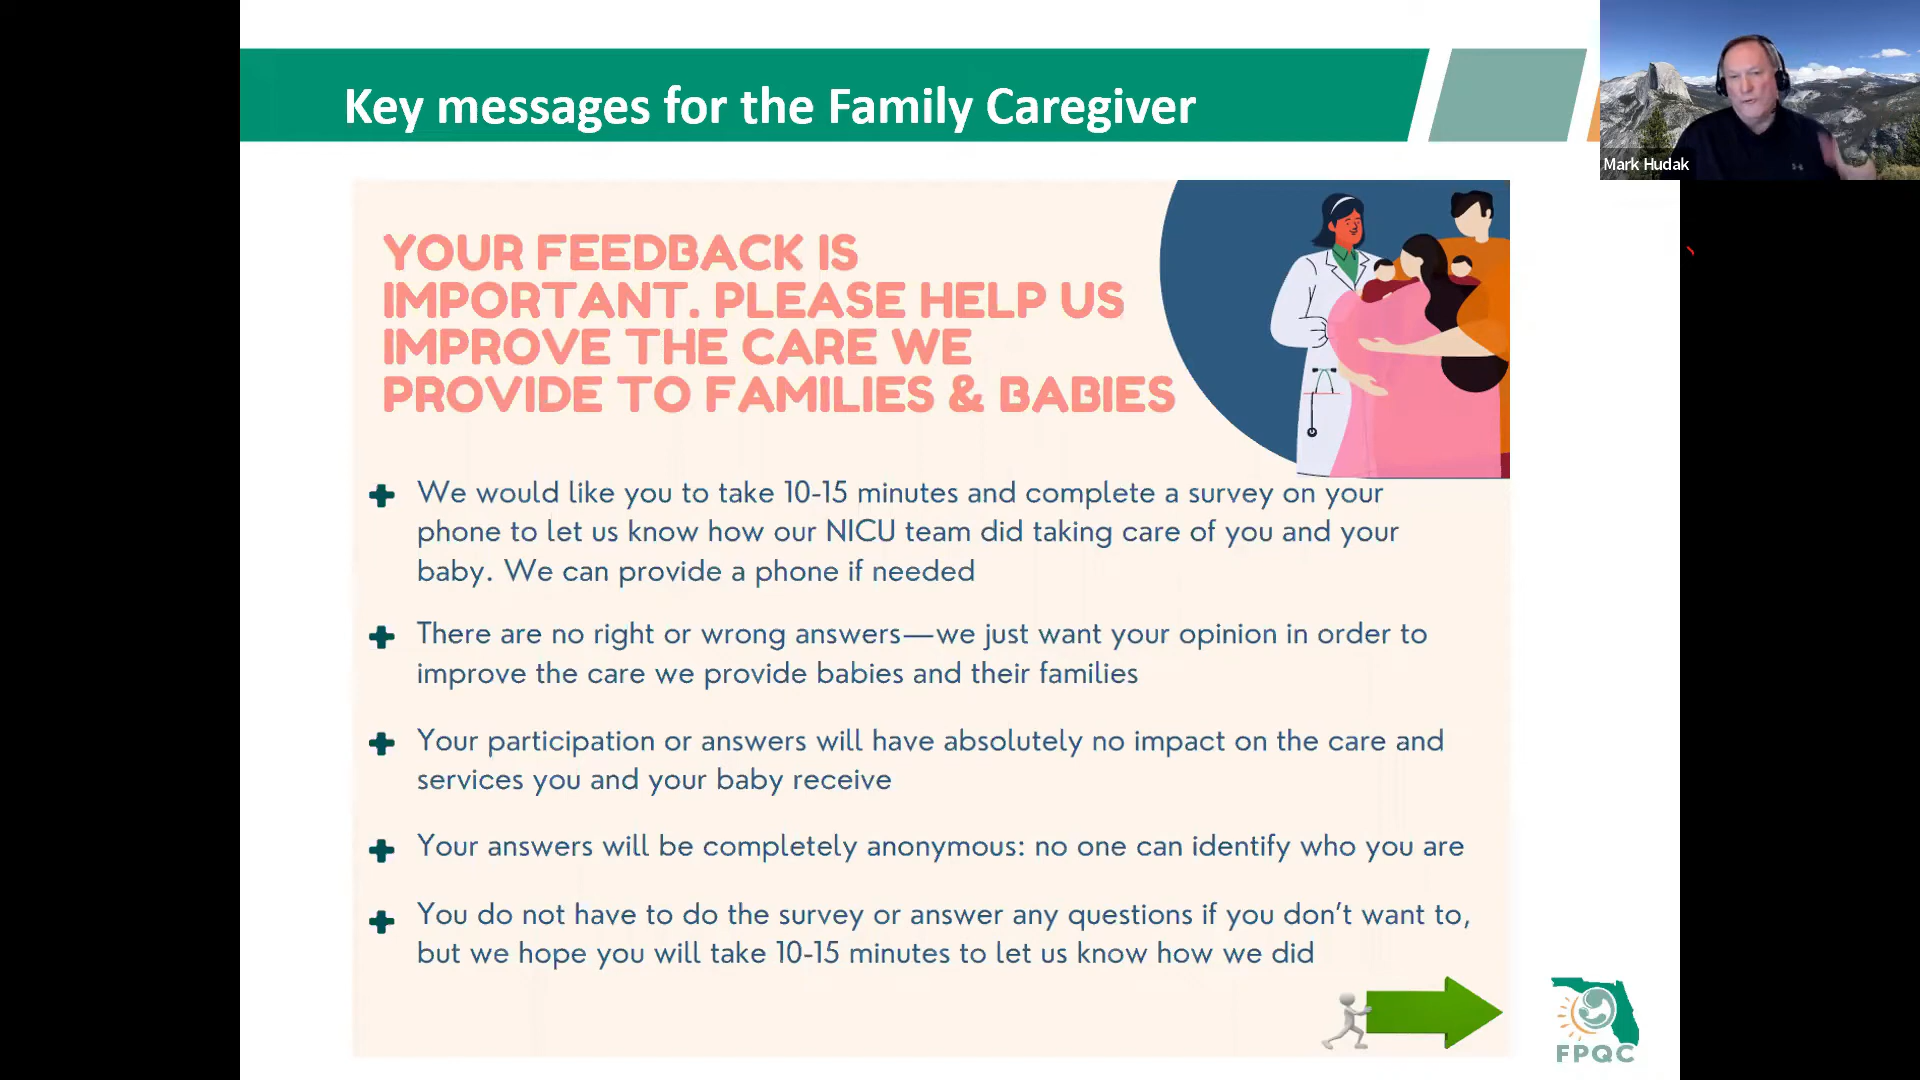 Key messages for the Family Caregiver
Mark Hudak
YOUR FEEDBACK IS
IMPORTANT. PLEASE HELP US
IMPROVE THE CARE WE
PROVIDE TO FAMILIES & BABIES
We would like you to take 10-15 minutes and complete a survey on your
phone to let us know how our NICU team did taking care of you and your
baby. We can provide a phone if needed
There are no right or wrong answers—we just want your opinion in order to
improve the care we provide babies and their families
Your participation or answers will have absolutely no impact on the care and
services you and your baby receive
Your answers will be completely anonymous: no one can identify who you are
You do not have to do the survey or answer any questions if you don't want to,
but we hope you will take 10-15 minutes to let us know how we did
FPQC